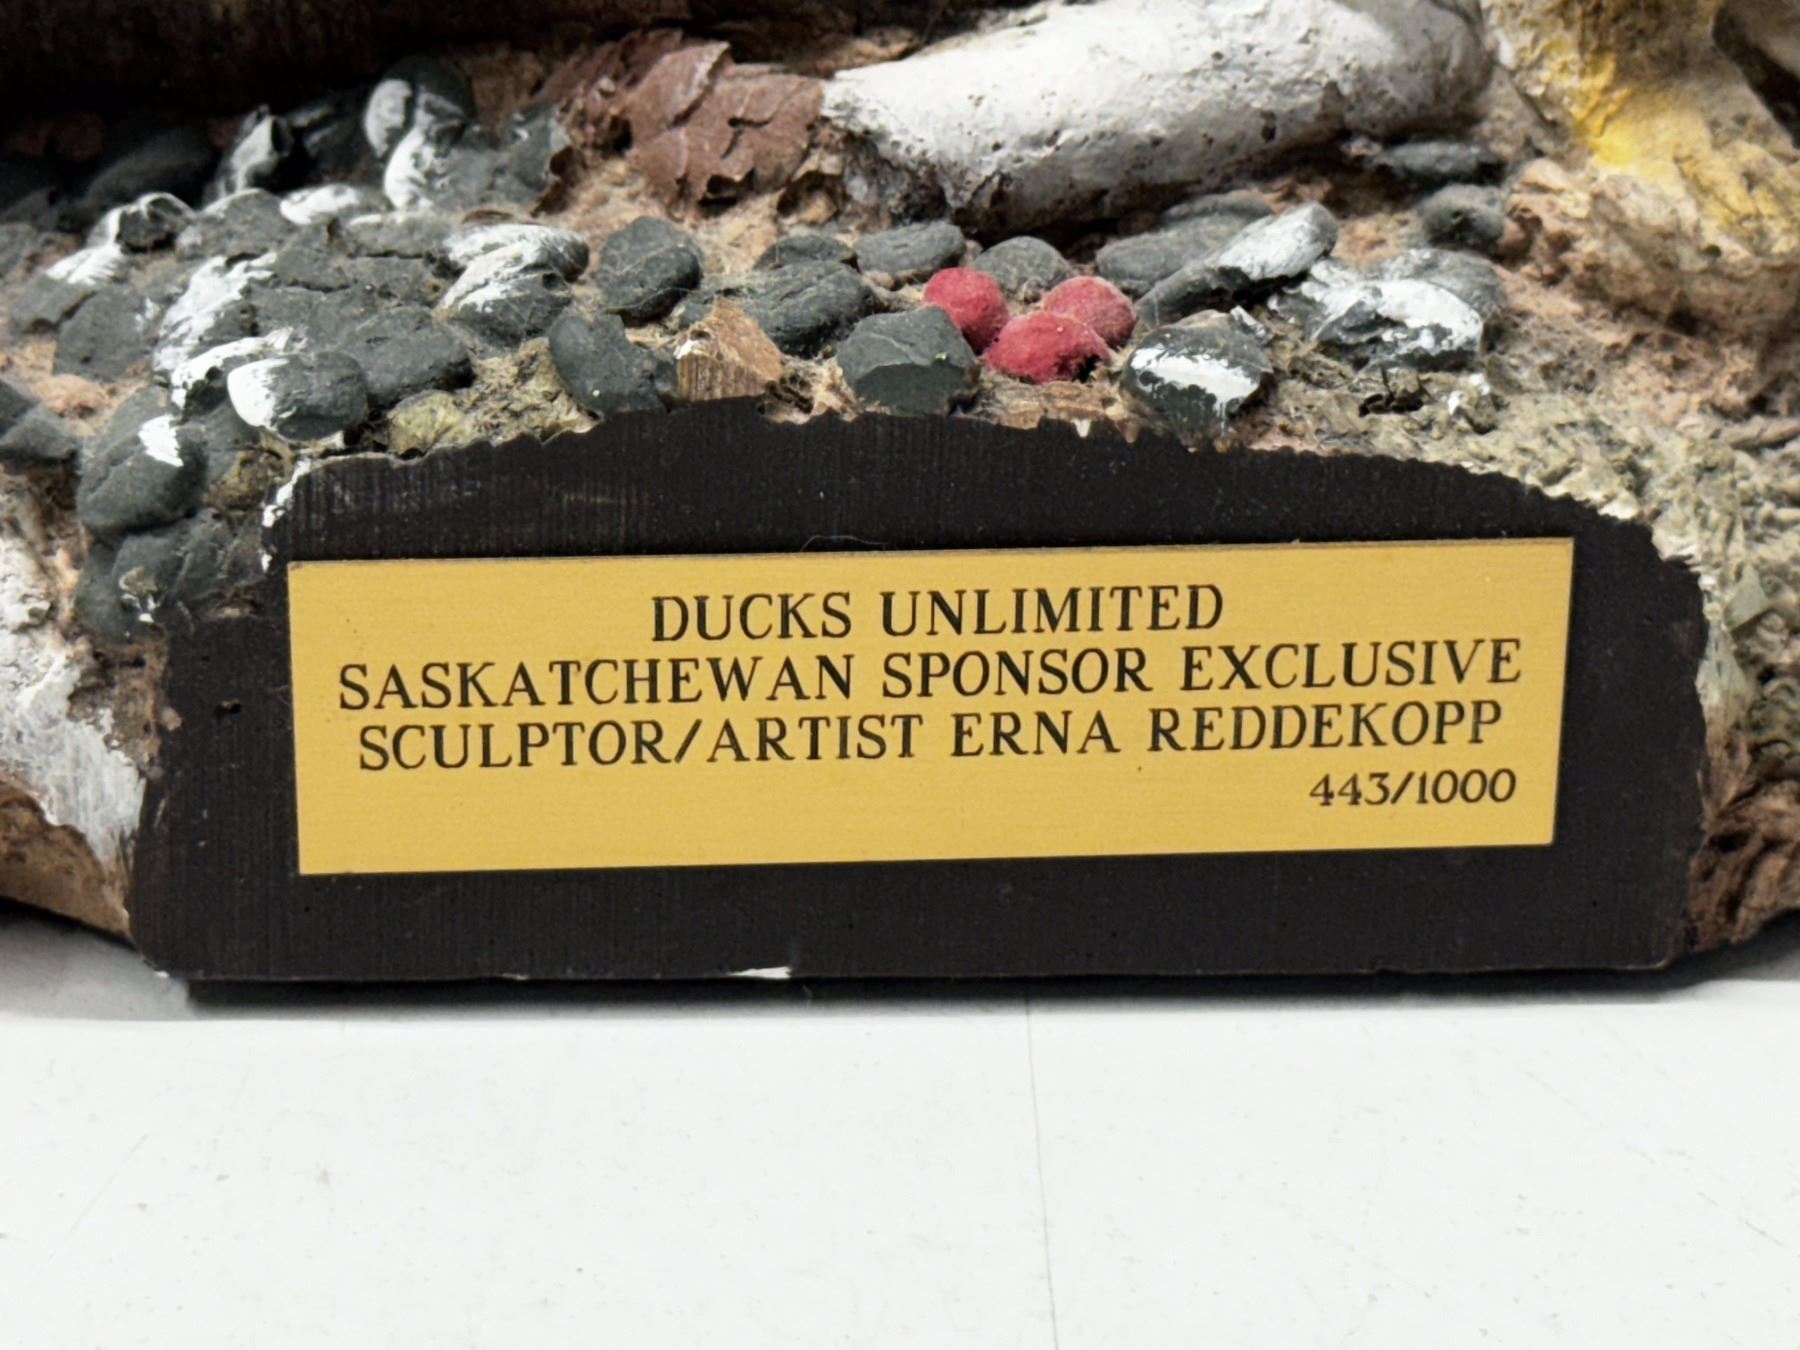 DUCKS UNLIMITED
SASKATCHEWAN SPONSOR EXCLUSIVE
SCULPTOR/ARTIST ERNA REDDEKOPP
443/1000